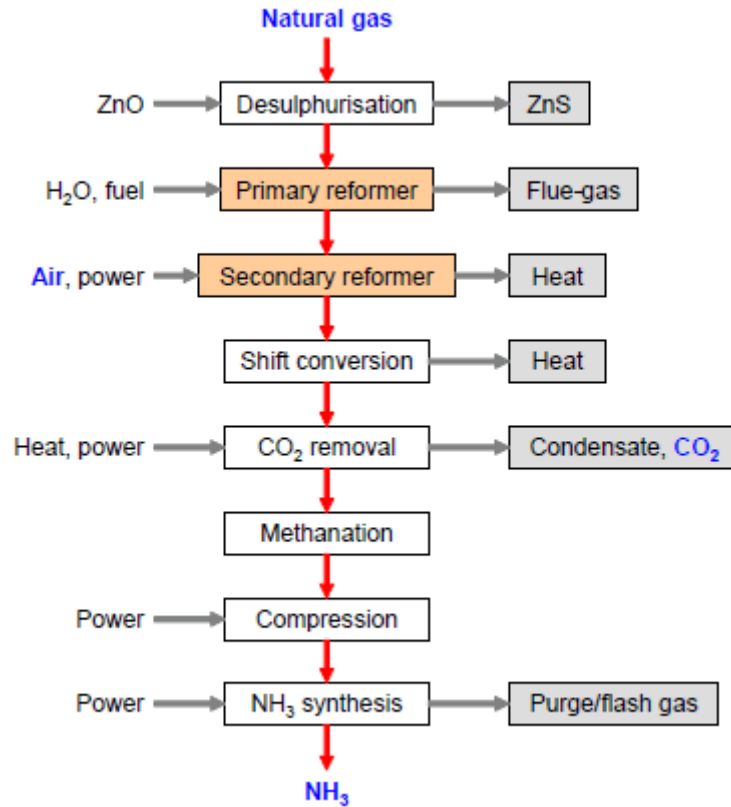 Natural gas
ZnO Desulphurisation ZnS
H₂O, fuel Primary reformer Flue-gas
Air, power Secondary reformer Heat
Shift conversion Heat
Heat, power CO₂ removal Condensate, CO₂
Methanation
Power Compression
Power NH₃ synthesis Purge/flash gas
NH₃